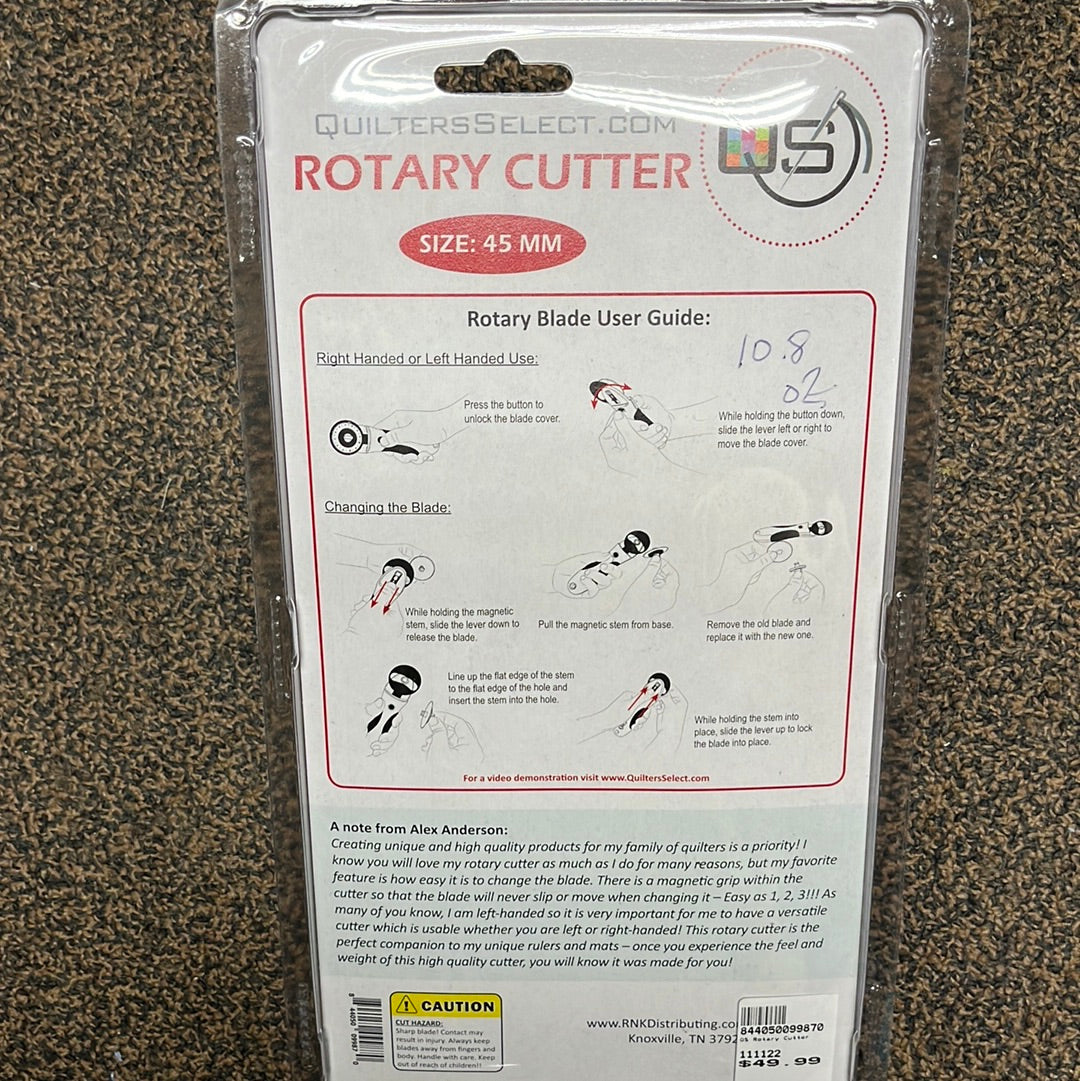 QUILTERSSELECT.COM
ROTARY CUTTER
QS
SIZE: 45 MM
Rotary Blade User Guide:
10.8
oz
Right Handed or Left Handed Use:
Press the button to
unlock the blade cover.
While holding the button down,
slide the lever left or right to
move the blade cover.
Changing the Blade:
While holding the magnetic
stem, slide the lever down to
release the blade.
Pull the magnetic stem from base.
Remove the old blade and
replace it with the new one.
Line up the flat edge of the stem
to the flat edge of the hole and
insert the stem into the hole.
While holding the stem into
place, slide the lever up to lock
the blade into place.
For a video demonstration visit www.QuiltersSelect.com
A note from Alex Anderson:
Creating unique and high quality products for my family of quilters is a priority! I
know you will love my rotary cutter as much as I do for many reasons, but my favorite
feature is how easy it is to change the blade. There is a magnetic grip within the
cutter so that the blade will never slip or move when changing it – Easy as 1, 2, 3!!! As
many of you know, I am left-handed so it is very important for me to have a versatile
cutter which is usable whether you are left or right-handed! This rotary cutter is the
perfect companion to my unique rulers and mats – once you experience the feel and
weight of this high quality cutter, you will know it was made for you!
CAUTION
CUT HAZARD:
Sharp blade! Contact may
result in injury. Always keep
blades away from fingers and
body. Handle with care. Keep
out of reach of children!!
www.RNKDistributing.co
Knoxville, TN 3792
844050099870
QS Rotary Cutter
111122
$49.99